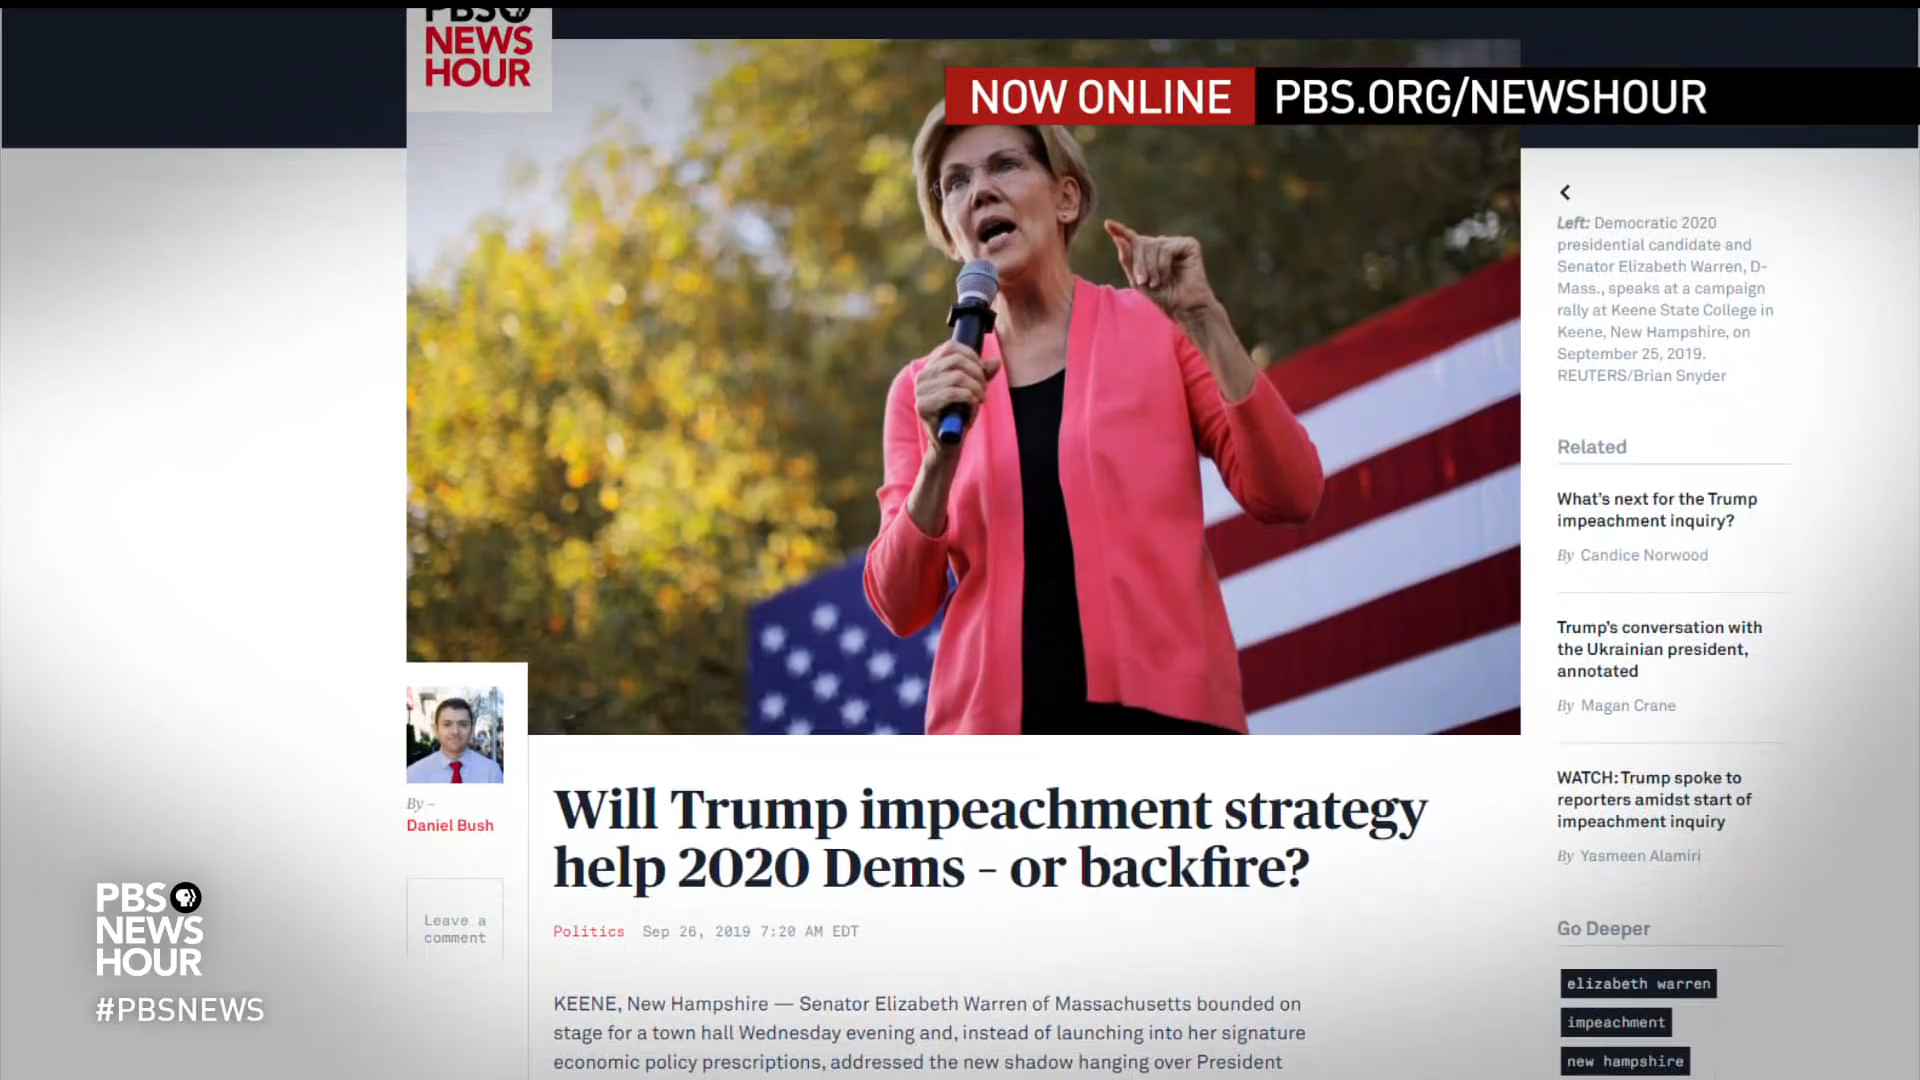 PBS
NEWS
HOUR
NOW ONLINE PBS.ORG/NEWSHOUR
Left: Democratic 2020
presidential candidate and
Senator Elizabeth Warren, D-
Mass., speaks at a campaign
rally at Keene State College in
Keene, New Hampshire, on
September 25, 2019.
REUTERS/Brian Snyder
Related
What's next for the Trump
impeachment inquiry?
By Candice Norwood
Trump's conversation with
the Ukrainian president,
annotated
By Magan Crane
WATCH: Trump spoke to
reporters amidst start of
impeachment inquiry
By Yasmeen Alamiri
Go Deeper
elizabeth warren
impeachment
new hampshire
By –
Daniel Bush
Leave a
comment
Will Trump impeachment strategy
help 2020 Dems - or backfire?
Politics Sep 26, 2019 7:20 AM EDT
KEENE, New Hampshire — Senator Elizabeth Warren of Massachusetts bounded on
stage for a town hall Wednesday evening and, instead of launching into her signature
economic policy prescriptions, addressed the new shadow hanging over President
PBS
NEWS
HOUR
#PBSNEWS